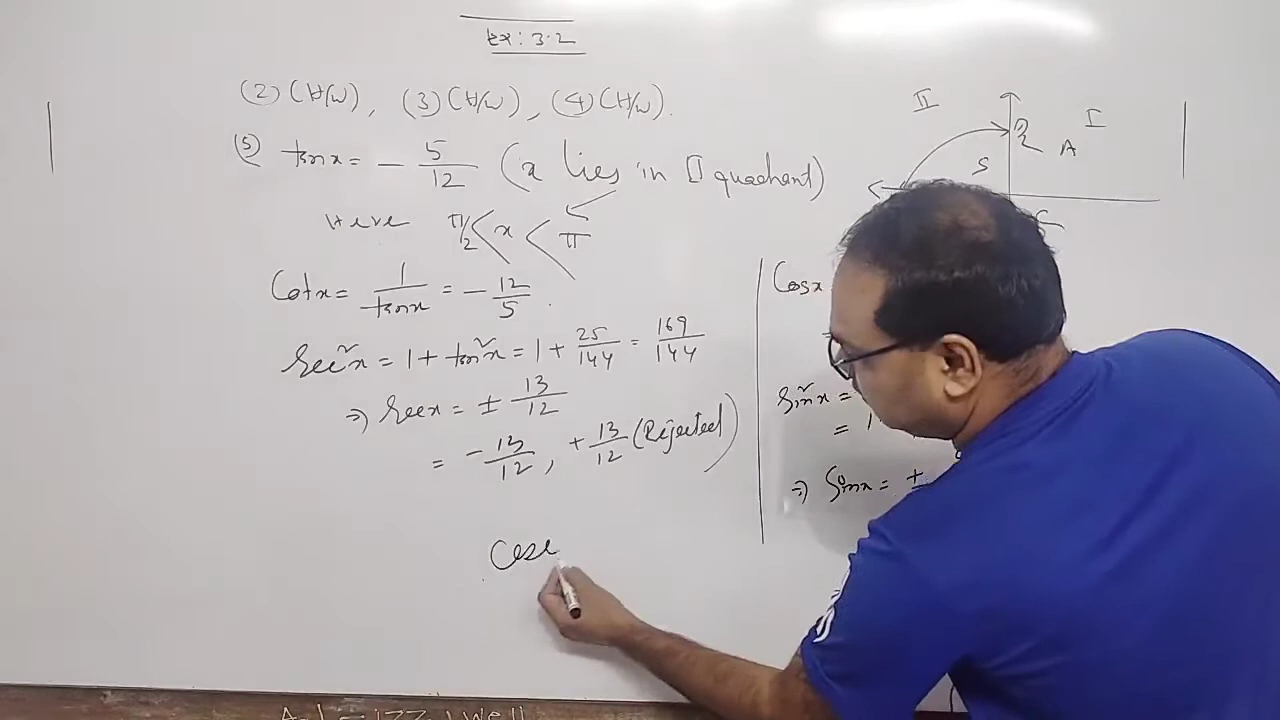 Ex: 3.2
(2) (H/W), (3) (H/W), (4) (H/W).
(5) tanx = - 5/12 (x lies in II quadrant)
Here π/2 < x < π
Cotx = 1/tanx = - 12/5.
Sec²x = 1 + tan²x = 1 + 25/144 = 169/144
⇒ Secx = ± 13/12
= - 13/12, + 13/12 (Rejected)
Cose
II
I
S
A
C
Cosx
Sin²x =
= 1
⇒ Sinx = ±